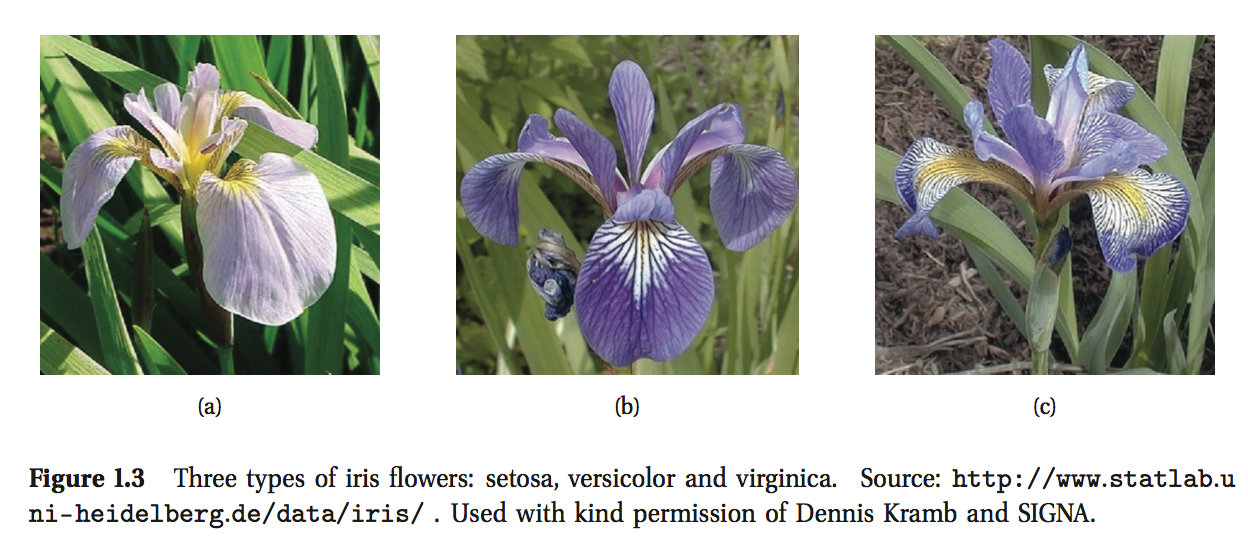 (a)
(b)
(c)
Figure 1.3 Three types of iris flowers: setosa, versicolor and virginica. Source: http://www.statlab.u
ni-heidelberg.de/data/iris/ . Used with kind permission of Dennis Kramb and SIGNA.